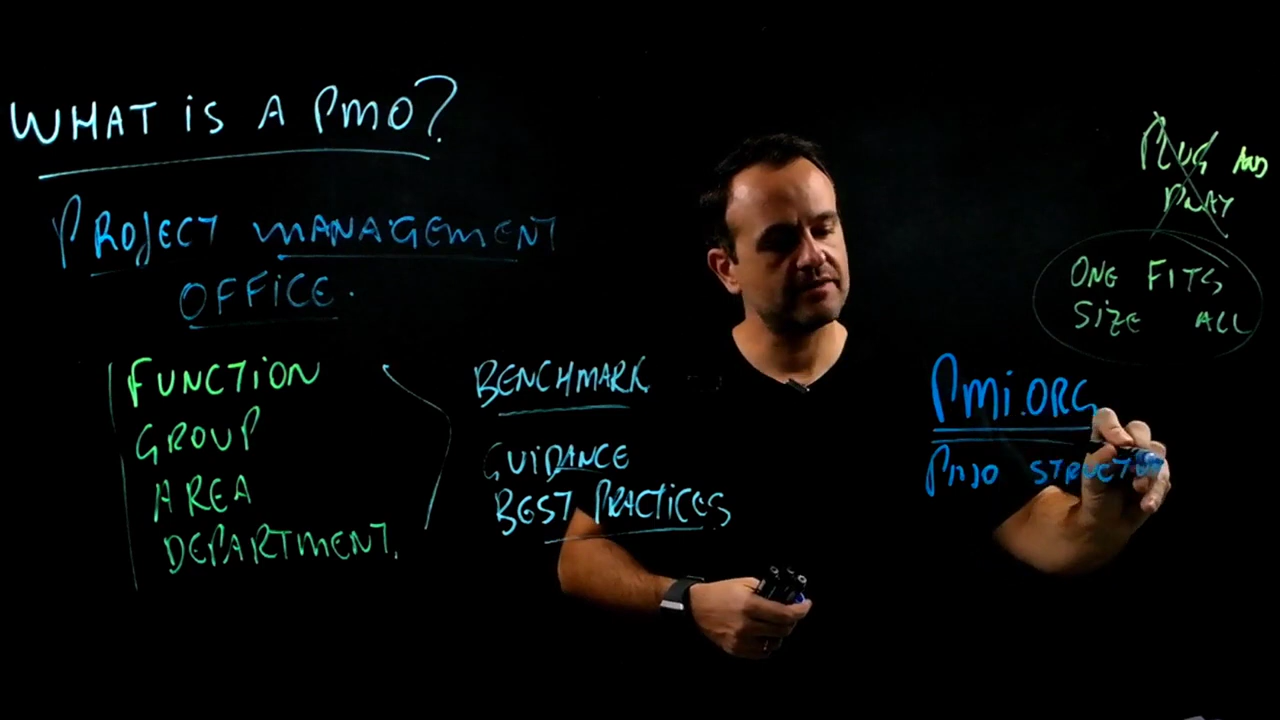 WHAT iS A PMO?
PROJECT MANAGEMENT
OFFICE.
FUNCTiON
GROUP
AREA
DEPARTMENT.
BENCHMARK
GUiDANCE
BEST PRACTiCES
PLUG AND
PLAY
ONE FiTS
SiZE ALL
PMi.ORG
PMO